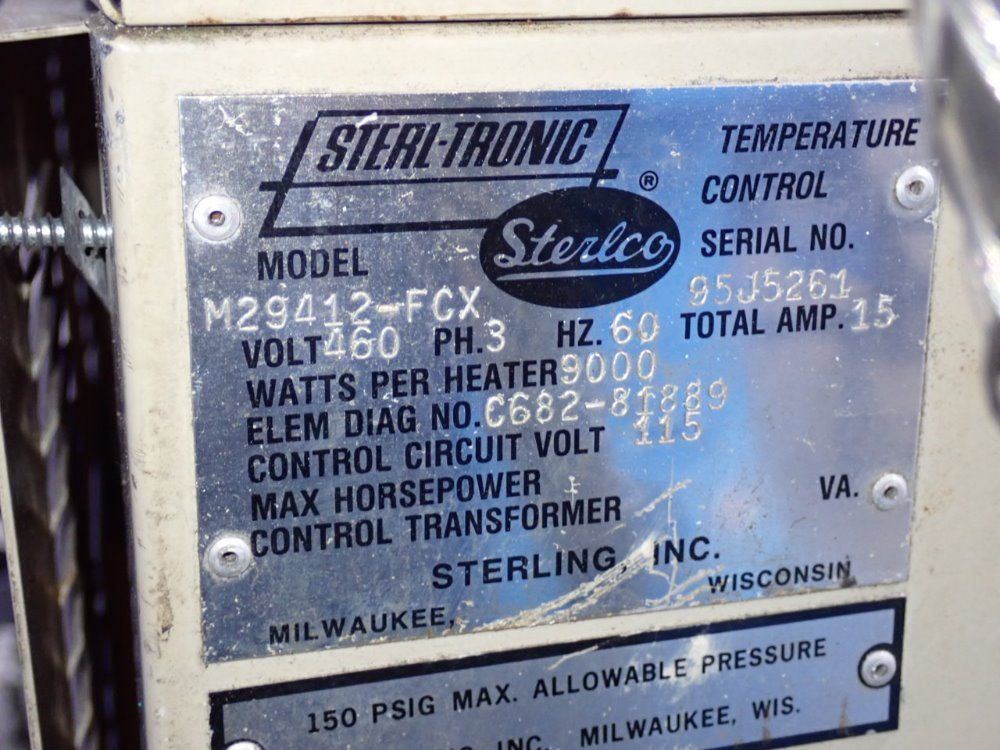 STERL-TRONIC ®
TEMPERATURE
CONTROL
Sterlco
MODEL
SERIAL NO.
M29412-FCX
95J5261
VOLT 460 PH. 3 HZ. 60 TOTAL AMP. 15
WATTS PER HEATER 9000
ELEM DIAG NO. C682-81889
CONTROL CIRCUIT VOLT 115
MAX HORSEPOWER
CONTROL TRANSFORMER VA.
STERLING, INC.
MILWAUKEE, WISCONSIN
150 PSIG MAX. ALLOWABLE PRESSURE
INC. MILWAUKEE, WIS.